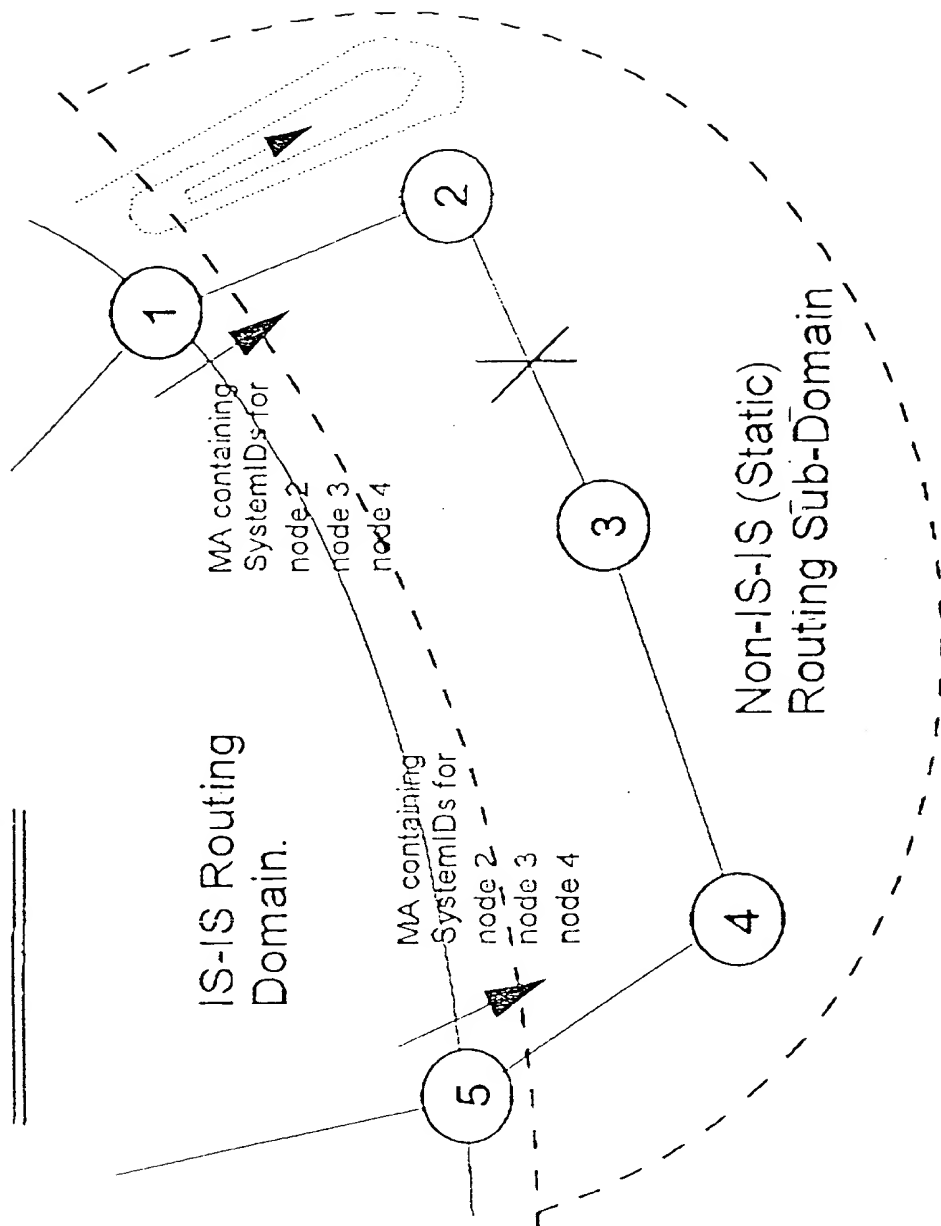 IS-IS Routing
Domain.
MA containing
SystemIDs for
node 2
node 3
node 4
MA containing
SystemIDs for
node 2
node 3
node 4
1
2
3
4
5
Non-IS-IS (Static)
Routing Sub-Domain